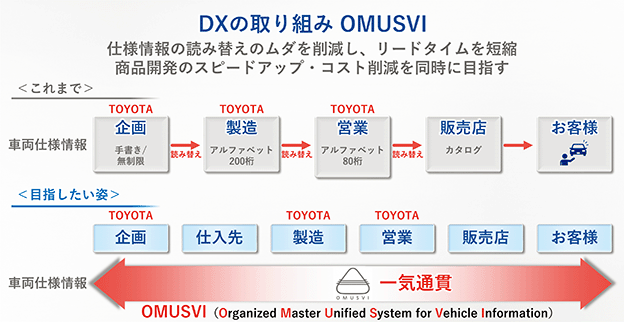 DXの取り組み OMUSVI
仕様情報の読み替えのムダを削減し、リードタイムを短縮
商品開発のスピードアップ・コスト削減を同時に目指す
＜これまで＞
TOYOTA TOYOTA TOYOTA
企画 製造 営業 販売店 お客様
車両仕様情報 手書き/ アルファベット アルファベット カタログ
無制限 200桁 80桁
読み替え 読み替え 読み替え
＜目指したい姿＞
TOYOTA TOYOTA TOYOTA
企画 仕入先 製造 営業 販売店 お客様
車両仕様情報 一気通貫
OMUSVI
OMUSVI（Organized Master Unified System for Vehicle Information）